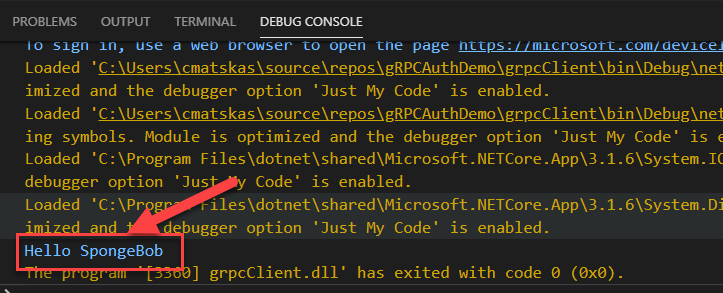 PROBLEMS OUTPUT TERMINAL DEBUG CONSOLE
To sign in, use a web browser to open the page https://microsoft.com/device
Loaded 'C:\Users\cmatskas\source\repos\gRPCAuthDemo\grpcClient\bin\Debug\net
imized and the debugger option 'Just My Code' is enabled.
Loaded 'C:\Users\cmatskas\source\repos\gRPCAuthDemo\grpcClient\bin\Debug\net
ing symbols. Module is optimized and the debugger option 'Just My Code' is e
Loaded 'C:\Program Files\dotnet\shared\Microsoft.NETCore.App\3.1.6\System.IO
debugger option 'Just My Code' is enabled.
Loaded 'C:\Program Files\dotnet\shared\Microsoft.NETCore.App\3.1.6\System.Di
imized and the debugger option 'Just My Code' is enabled.
Hello SpongeBob
The program '[3360] grpcClient.dll' has exited with code 0 (0x0).